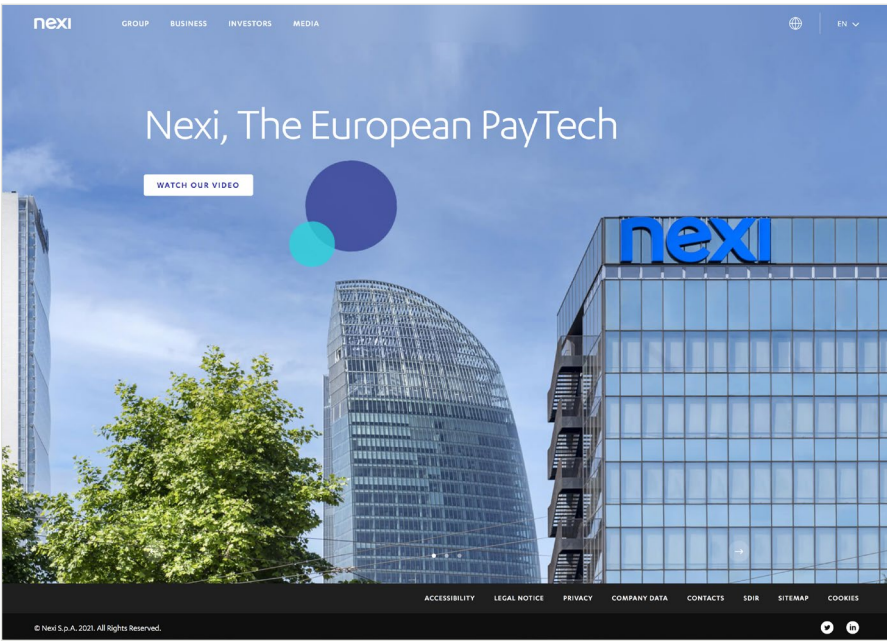 nexi GROUP BUSINESS INVESTORS MEDIA EN
Nexi, The European PayTech
WATCH OUR VIDEO
nexi
ACCESSIBILITY LEGAL NOTICE PRIVACY COMPANY DATA CONTACTS SDIR SITEMAP COOKIES
© Nexi S.p.A. 2021. All Rights Reserved. in